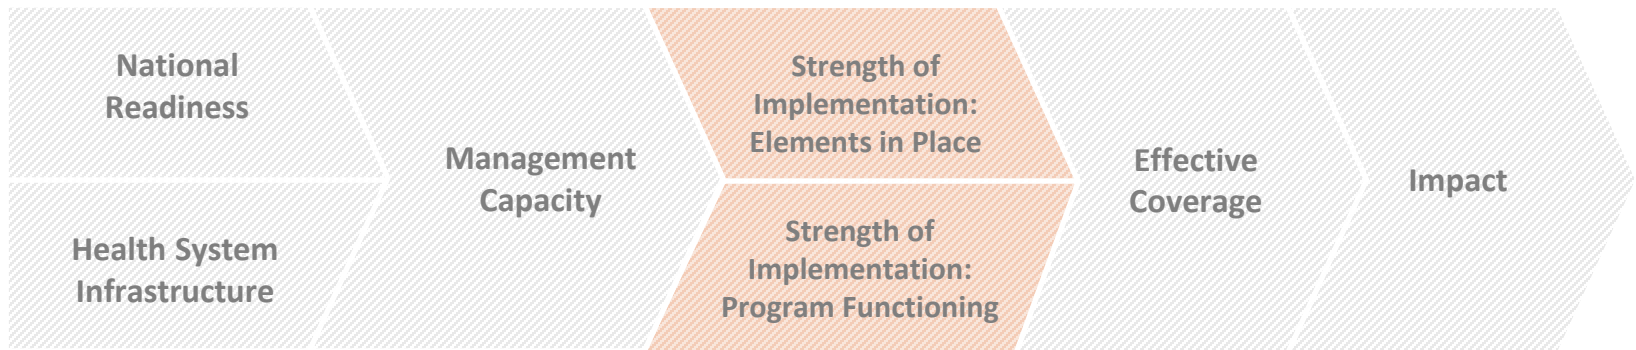 National
Readiness
Health System
Infrastructure
Management
Capacity
Strength of
Implementation:
Elements in Place
Strength of
Implementation:
Program Functioning
Effective
Coverage
Impact